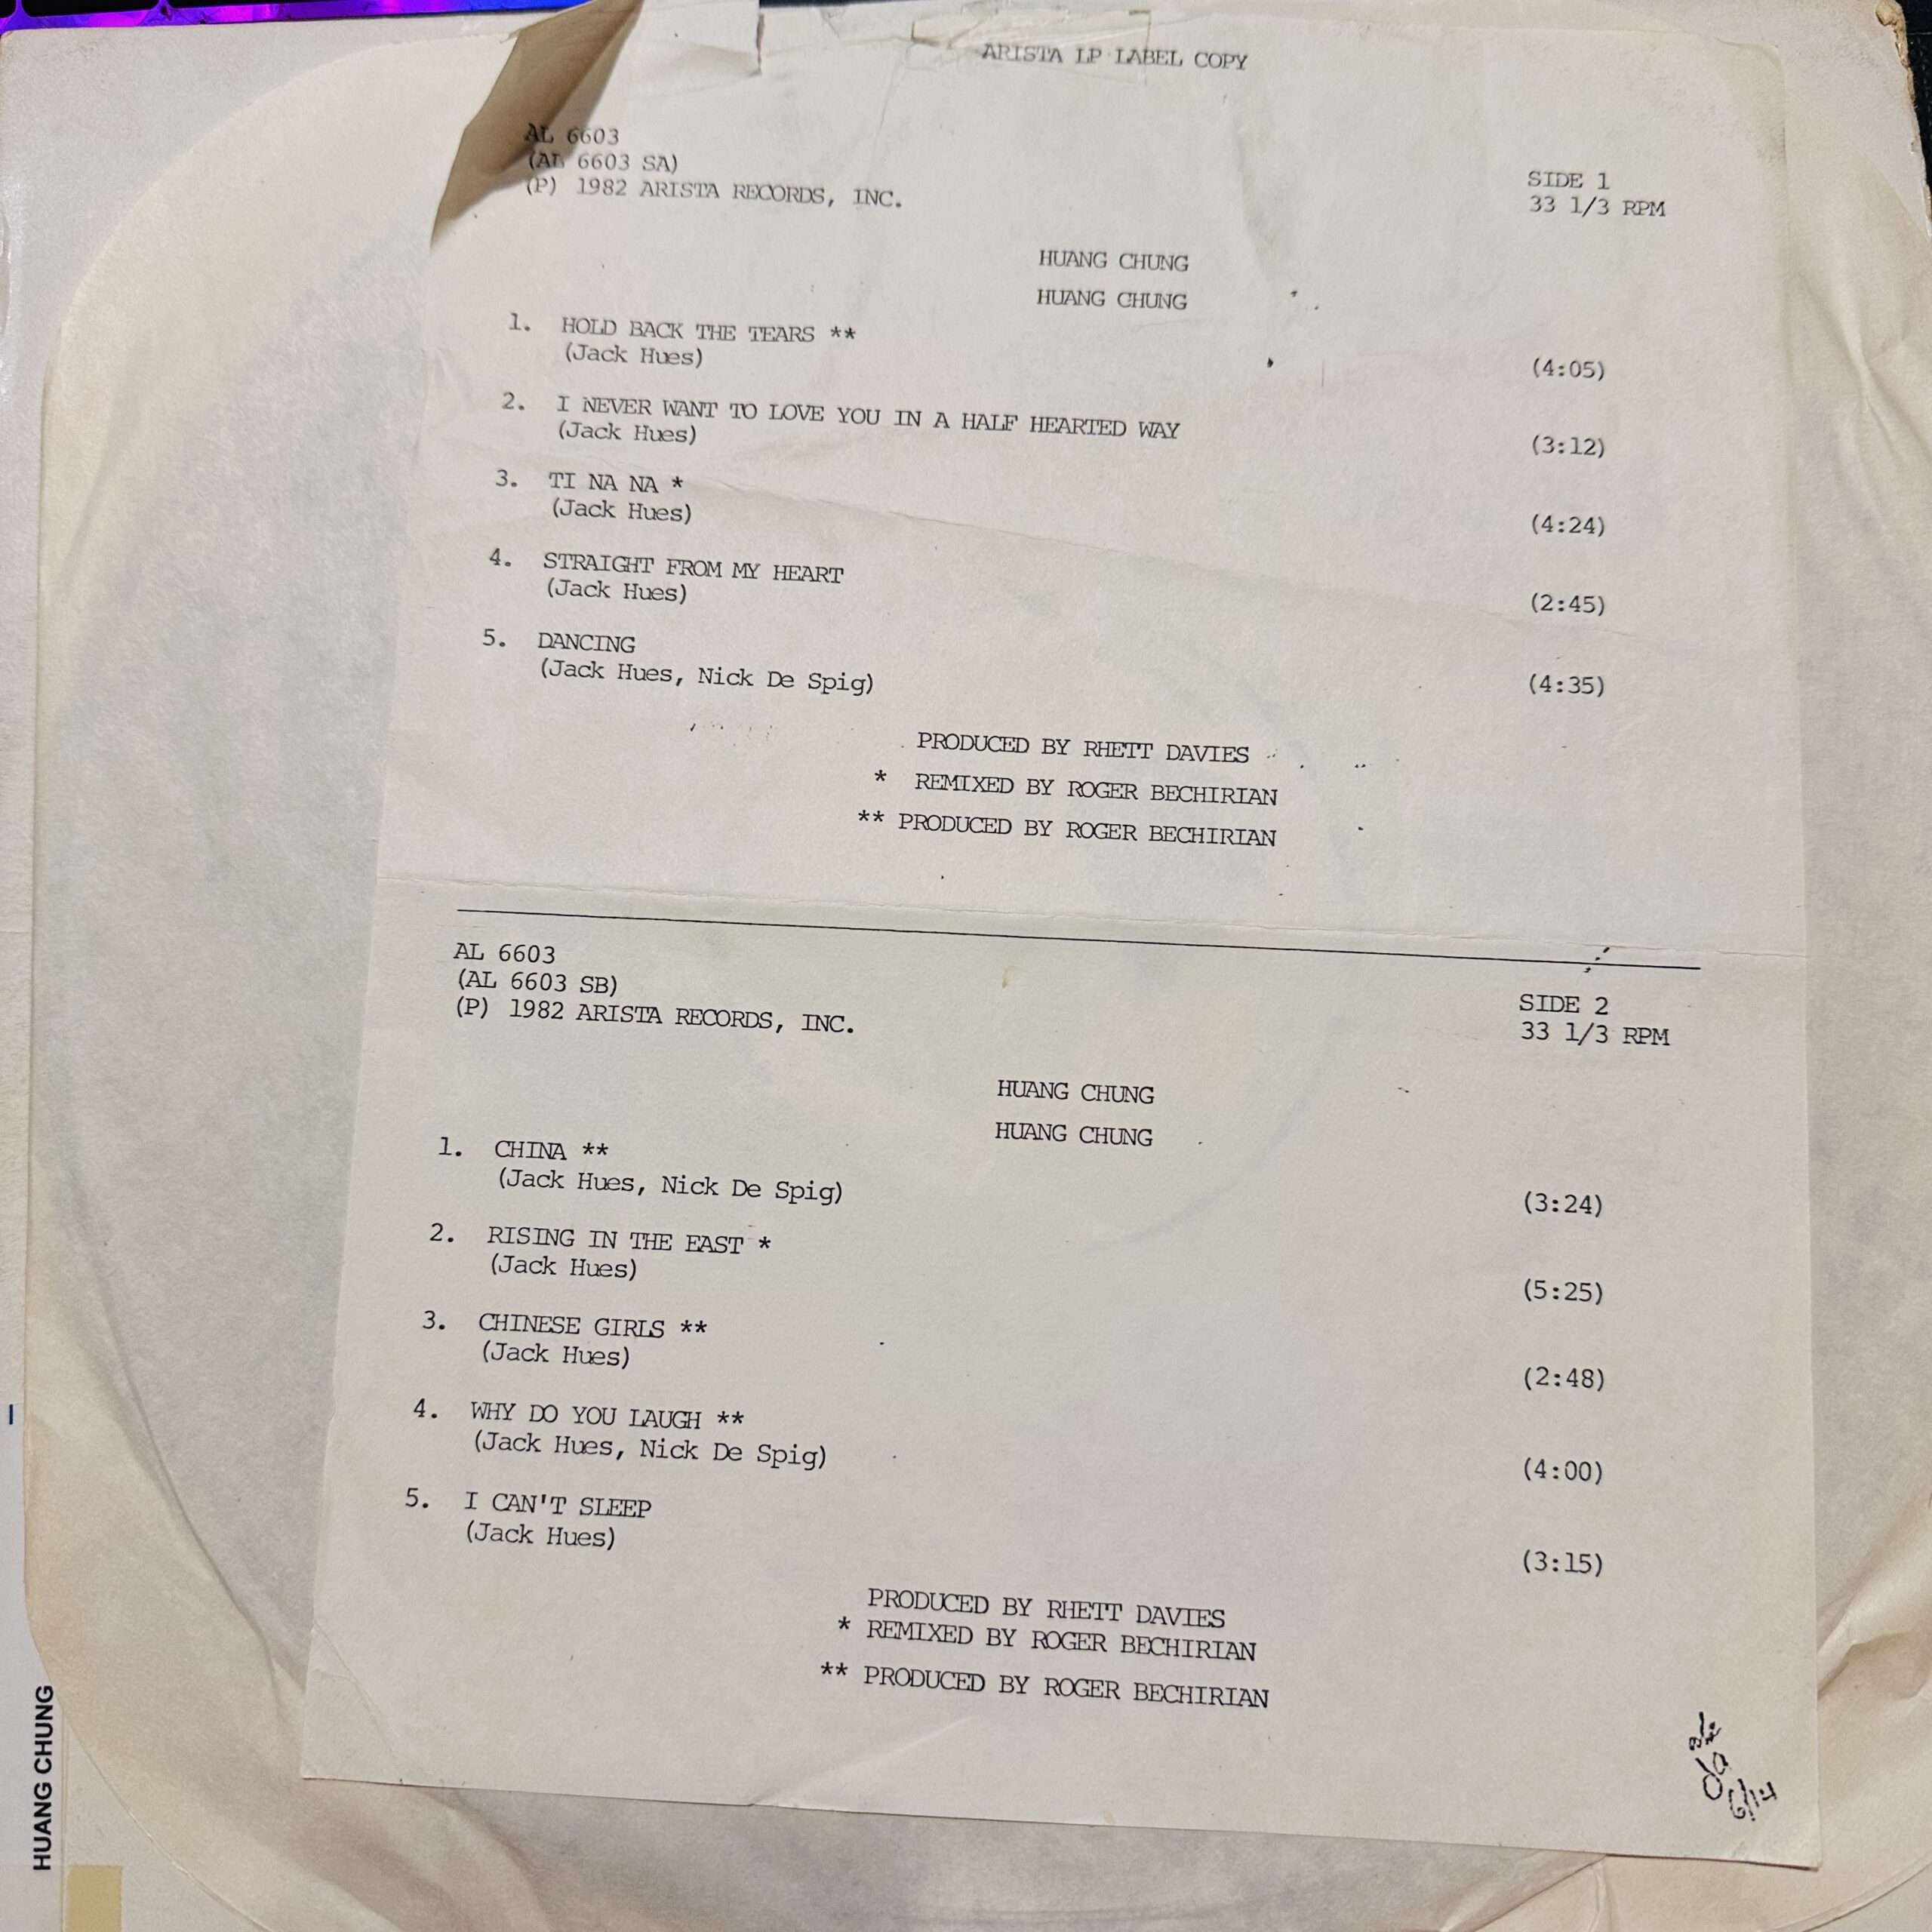 ARISTA LP LABEL COPY
AL 6603
(AL 6603 SA)
(P) 1982 ARISTA RECORDS, INC.
SIDE 1
33 1/3 RPM
HUANG CHUNG
HUANG CHUNG
1. HOLD BACK THE TEARS **
(Jack Hues)
(4:05)
2. I NEVER WANT TO LOVE YOU IN A HALF HEARTED WAY
(Jack Hues)
(3:12)
3. TI NA NA *
(Jack Hues)
(4:24)
4. STRAIGHT FROM MY HEART
(Jack Hues)
(2:45)
5. DANCING
(Jack Hues, Nick De Spig)
(4:35)
PRODUCED BY RHETT DAVIES
* REMIXED BY ROGER BECHIRIAN
** PRODUCED BY ROGER BECHIRIAN
AL 6603
(AL 6603 SB)
(P) 1982 ARISTA RECORDS, INC.
SIDE 2
33 1/3 RPM
HUANG CHUNG
HUANG CHUNG
1. CHINA **
(Jack Hues, Nick De Spig)
(3:24)
2. RISING IN THE EAST *
(Jack Hues)
(5:25)
3. CHINESE GIRLS **
(Jack Hues)
(2:48)
4. WHY DO YOU LAUGH **
(Jack Hues, Nick De Spig)
(4:00)
5. I CAN'T SLEEP
(Jack Hues)
(3:15)
PRODUCED BY RHETT DAVIES
* REMIXED BY ROGER BECHIRIAN
** PRODUCED BY ROGER BECHIRIAN
6/14
HUANG CHUNG